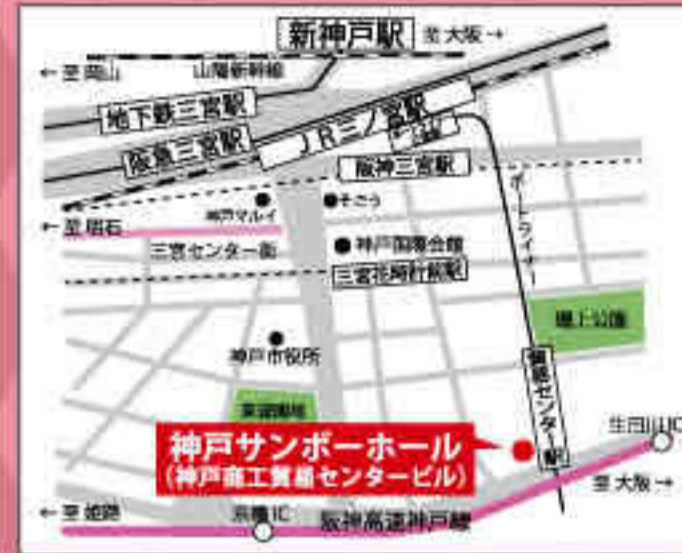 新神戸駅
至 大阪 →
← 至 岡山
山陽新幹線
地下鉄三宮駅
JR三ノ宮駅
阪急三宮駅
阪神三宮駅
神戸マルイ
そごう
ポートライナー
← 至 明石
三宮センター街
神戸国際会館
三宮花時計前駅
磯上公園
神戸市役所
東遊園地
貿易センター駅
神戸サンボーホール
(神戸商工貿易センタービル)
生田川IC
至 大阪 →
← 至 姫路
京橋IC
阪神高速神戸線